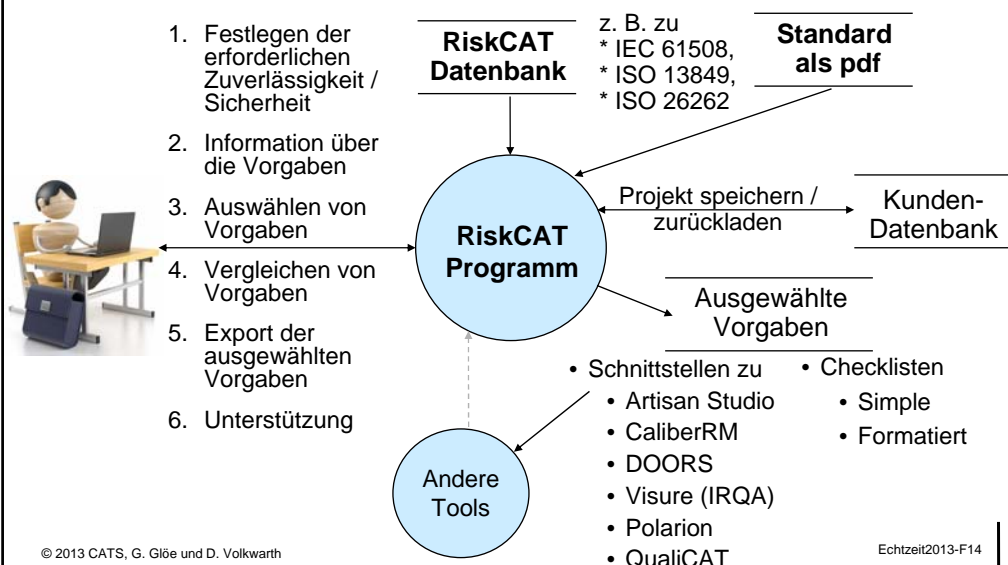 1. Festlegen der
erforderlichen
Zuverlässigkeit /
Sicherheit
2. Information über
die Vorgaben
3. Auswählen von
Vorgaben
4. Vergleichen von
Vorgaben
5. Export der
ausgewählten
Vorgaben
6. Unterstützung
RiskCAT
Datenbank
z. B. zu
* IEC 61508,
* ISO 13849,
* ISO 26262
Standard
als pdf
RiskCAT
Programm
Projekt speichern /
zurückladen
Kunden-
Datenbank
Ausgewählte
Vorgaben
• Schnittstellen zu
• Artisan Studio
• CaliberRM
• DOORS
• Visure (IRQA)
• Polarion
• QualiCAT
• Checklisten
• Simple
• Formatiert
Andere
Tools
© 2013 CATS, G. Glöe und D. Volkwarth
Echtzeit2013-F14